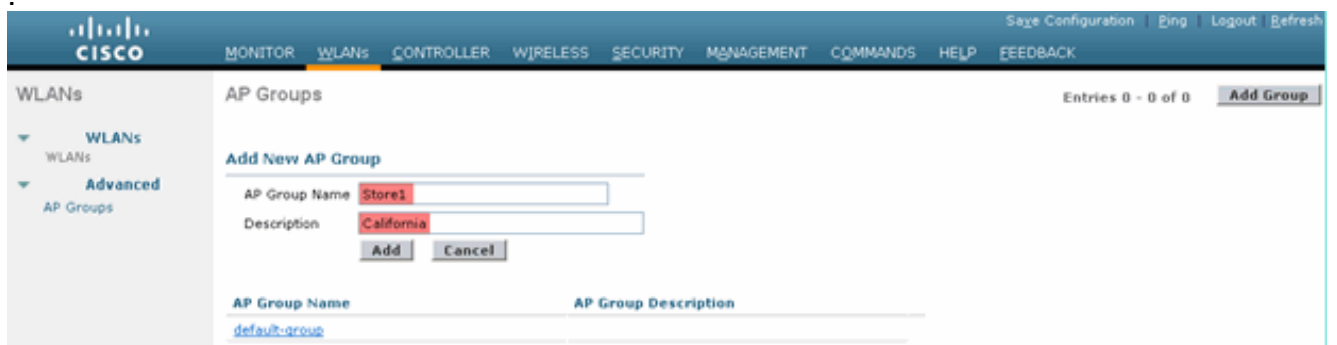 .
Save Configuration | Ping | Logout | Refresh
CISCO
MONITOR WLANs CONTROLLER WIRELESS SECURITY MANAGEMENT COMMANDS HELP FEEDBACK
WLANs
AP Groups
Entries 0 - 0 of 0 Add Group
WLANs
WLANs
Advanced
AP Groups
Add New AP Group
AP Group Name Store1
Description California
Add Cancel
AP Group Name AP Group Description
default-group